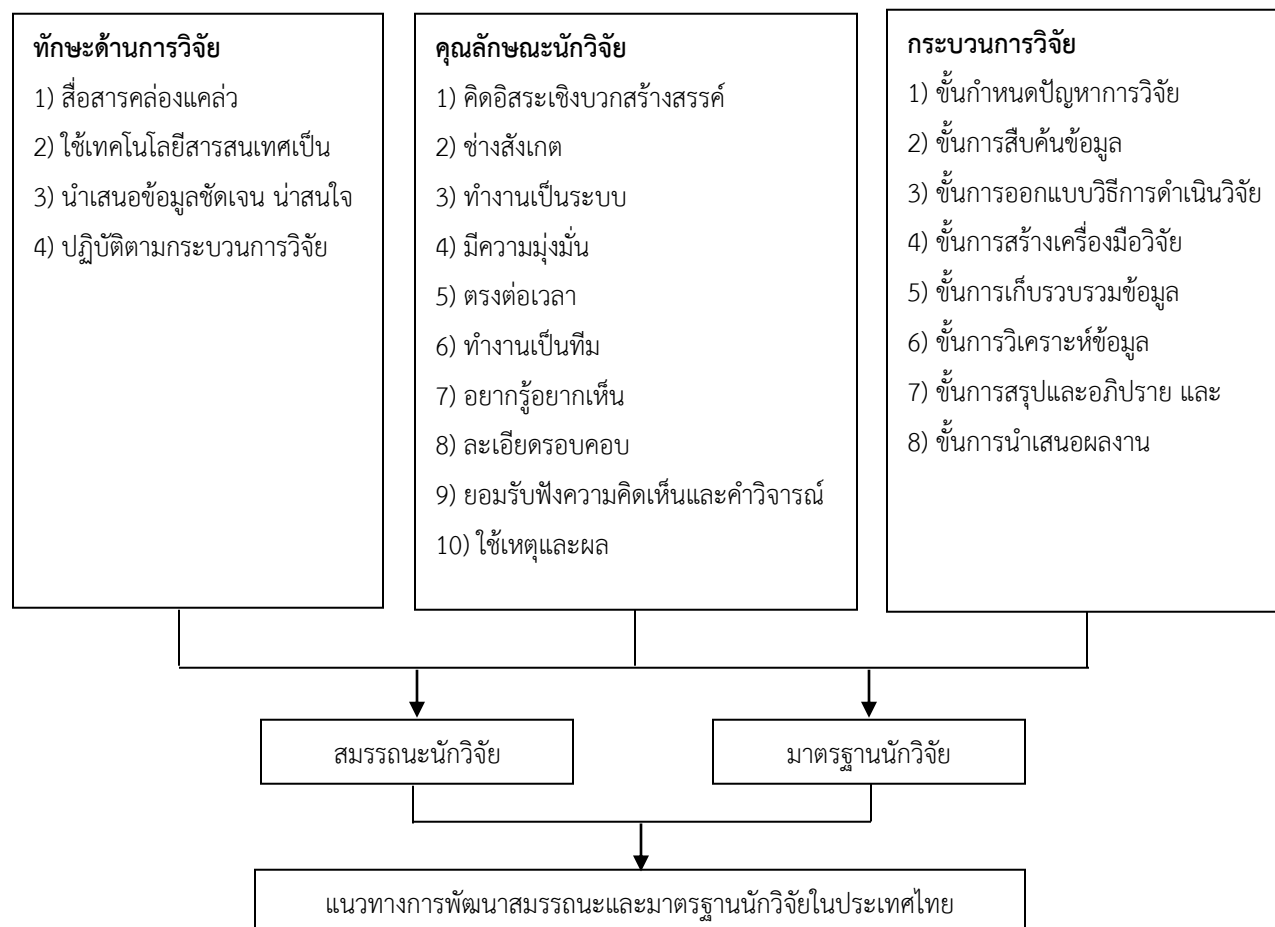 ทักษะด้านการวิจัย
1) สื่อสารคล่องแคล่ว
2) ใช้เทคโนโลยีสารสนเทศเป็น
3) นำเสนอข้อมูลชัดเจน น่าสนใจ
4) ปฏิบัติตามกระบวนการวิจัย
คุณลักษณะนักวิจัย
1) คิดอิสระเชิงบวกสร้างสรรค์
2) ช่างสังเกต
3) ทำงานเป็นระบบ
4) มีความมุ่งมั่น
5) ตรงต่อเวลา
6) ทำงานเป็นทีม
7) อยากรู้อยากเห็น
8) ละเอียดรอบคอบ
9) ยอมรับฟังความคิดเห็นและคำวิจารณ์
10) ใช้เหตุและผล
กระบวนการวิจัย
1) ขั้นกำหนดปัญหาการวิจัย
2) ขั้นการสืบค้นข้อมูล
3) ขั้นการออกแบบวิธีการดำเนินวิจัย
4) ขั้นการสร้างเครื่องมือวิจัย
5) ขั้นการเก็บรวบรวมข้อมูล
6) ขั้นการวิเคราะห์ข้อมูล
7) ขั้นการสรุปและอภิปราย และ
8) ขั้นการนำเสนอผลงาน
สมรรถนะนักวิจัย
มาตรฐานนักวิจัย
แนวทางการพัฒนาสมรรถนะและมาตรฐานนักวิจัยในประเทศไทย